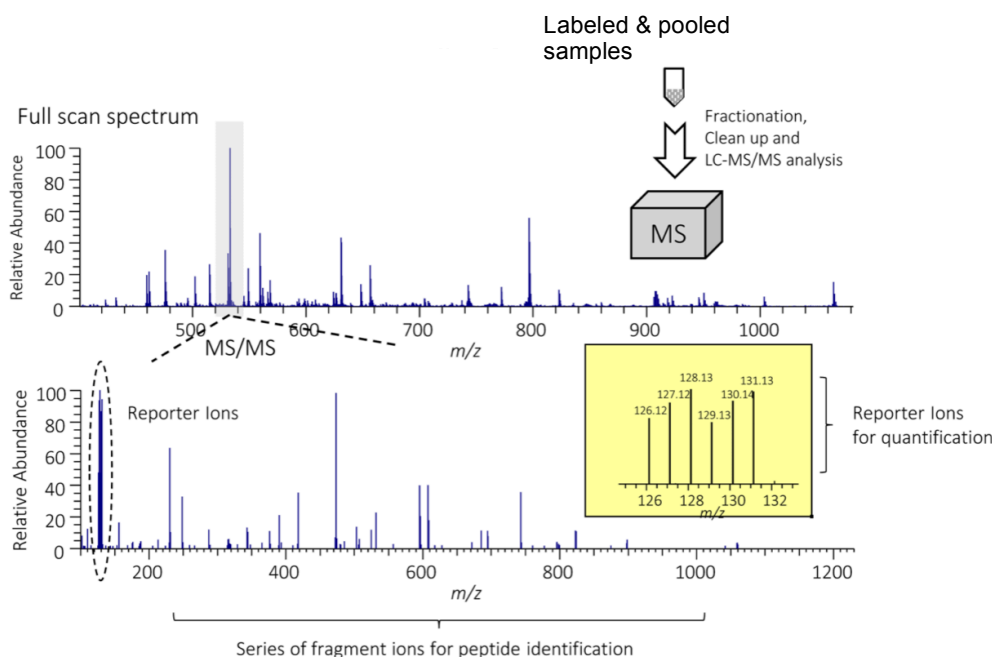 Labeled & pooled
samples
Full scan spectrum
Fractionation,
Clean up and
LC-MS/MS analysis
MS
Relative Abundance
100
80
60
40
20
0
500
600
700
800
900
1000
m/z
MS/MS
Reporter Ions
Relative Abundance
100
80
60
40
20
0
200
400
600
800
1000
1200
m/z
126.12
127.12
128.13
129.13
130.14
131.13
126
128
130
132
m/z
Reporter Ions
for quantification
Series of fragment ions for peptide identification